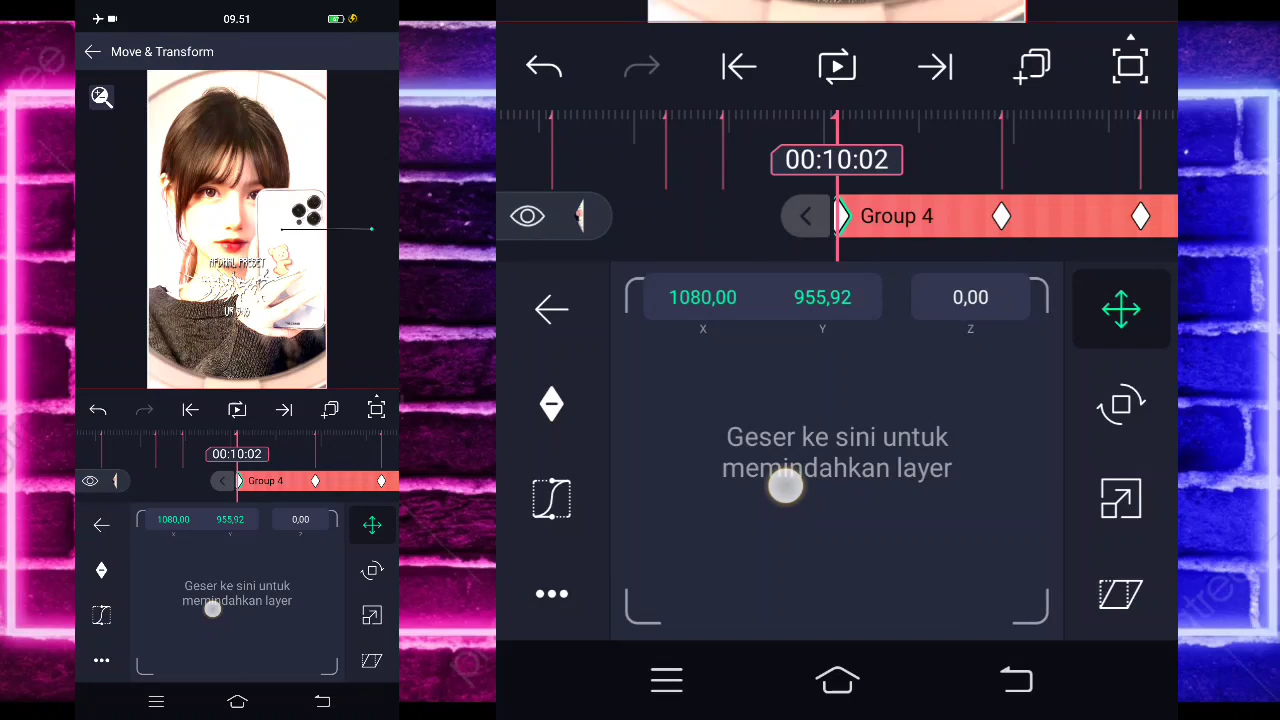 09.51
Move & Transform
00:10:02
Group 4
1080,00 955,92 0,00
X Y Z
Geser ke sini untuk
memindahkan layer
00:10:02
Group 4
1080,00 955,92 0,00
X Y Z
Geser ke sini untuk
memindahkan layer